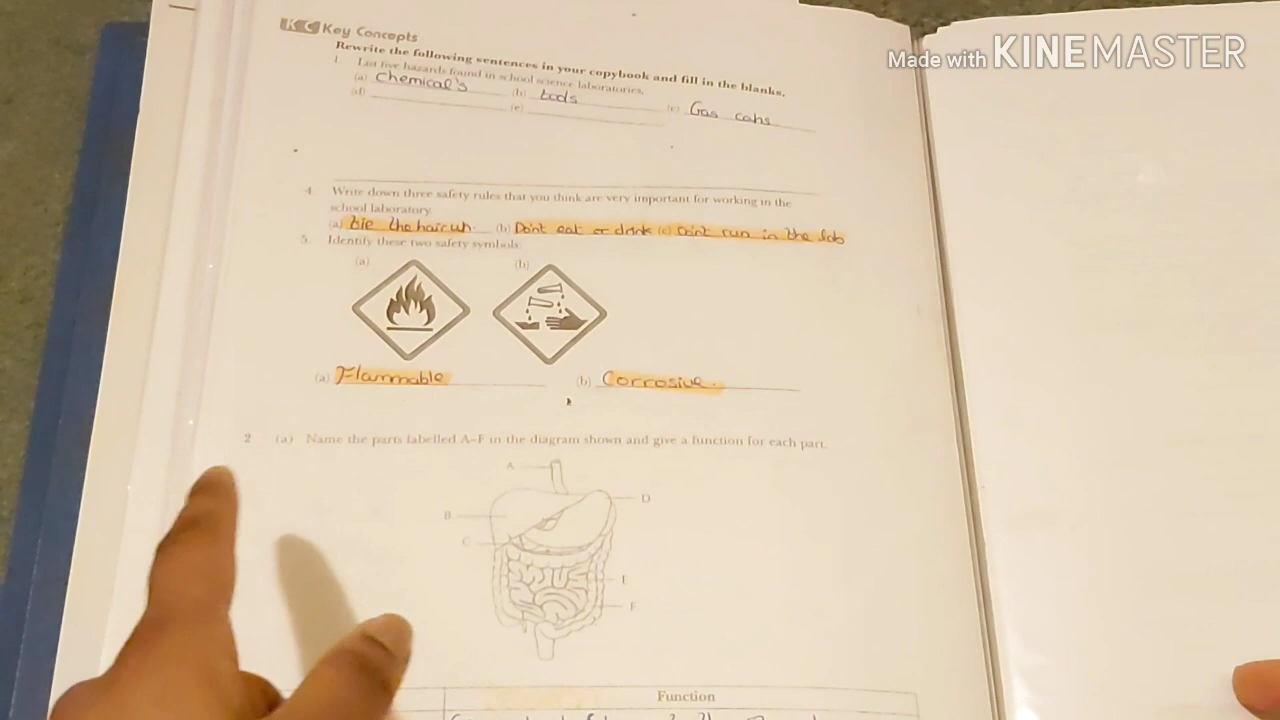 Made with KINEMASTER
KC Key Concepts
Rewrite the following sentences in your copybook and fill in the blanks.
1. List five hazards found in school science laboratories.
(a) Chemical's (b) tools (c) Gas cans
(d) (e)
4. Write down three safety rules that you think are very important for working in the
school laboratory.
(a) tie the hair up. (b) Don't eat or drink (c) Don't run in the lab
5. Identify these two safety symbols.
(a) (b)
(a) Flammable (b) Corrosive.
2 (a) Name the parts labelled A–F in the diagram shown and give a function for each part.
A
D
B
C
E
F
Function